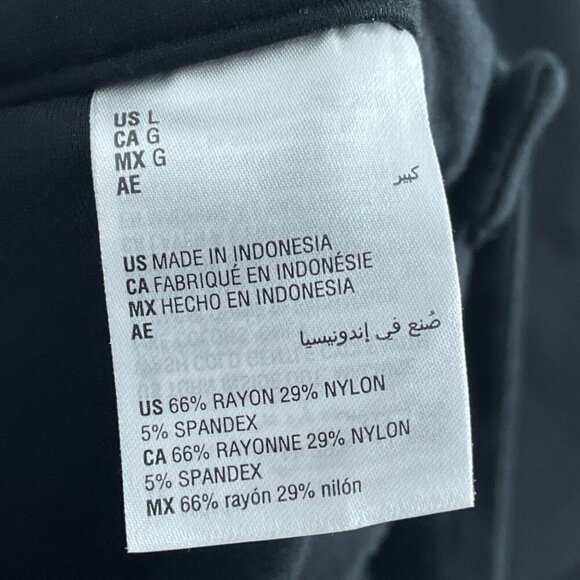 US L
CA G
MX G
AE كبير
US MADE IN INDONESIA
CA FABRIQUÉ EN INDONÉSIE
MX HECHO EN INDONESIA
AE صُنع في إندونيسيا
US 66% RAYON 29% NYLON
5% SPANDEX
CA 66% RAYONNE 29% NYLON
5% SPANDEX
MX 66% rayón 29% nilón